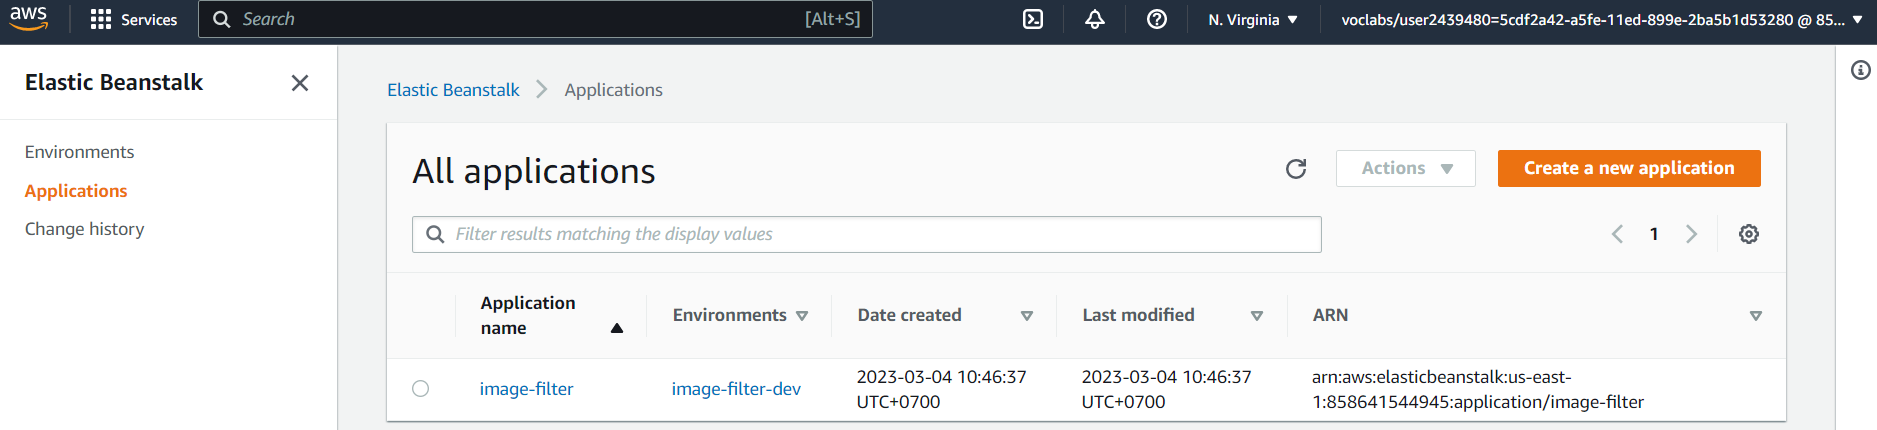 aws
Services
Search
[Alt+S]
N. Virginia
voclabs/user2439480=5cdf2a42-a5fe-11ed-899e-2ba5b1d53280 @ 85...
Elastic Beanstalk
Environments
Applications
Change history
Elastic Beanstalk
Applications
All applications
Actions
Create a new application
Filter results matching the display values
1
Application
name
Environments
Date created
Last modified
ARN
image-filter
image-filter-dev
2023-03-04 10:46:37
UTC+0700
2023-03-04 10:46:37
UTC+0700
arn:aws:elasticbeanstalk:us-east-
1:858641544945:application/image-filter